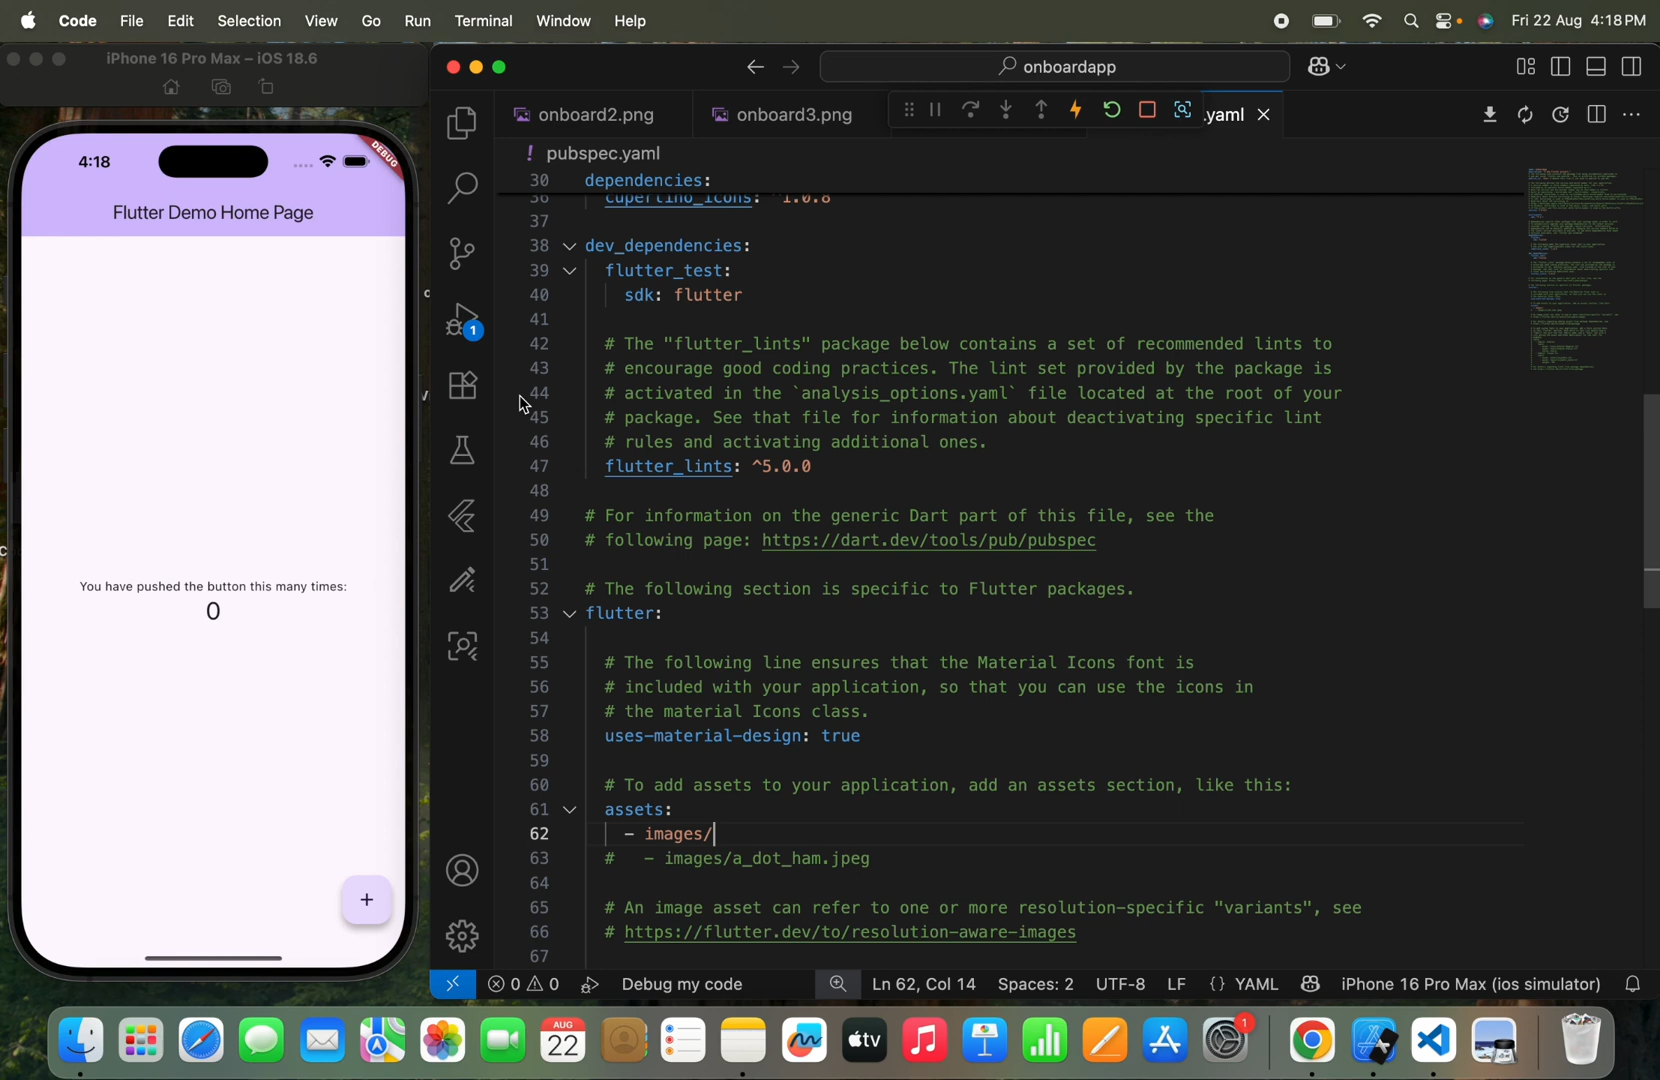 Code File Edit Selection View Go Run Terminal Window Help
Fri 22 Aug 4:18 PM
iPhone 16 Pro Max – iOS 18.6
4:18
DEBUG
Flutter Demo Home Page
You have pushed the button this many times:
0
+
onboardapp
onboard2.png
onboard3.png
.yaml
! pubspec.yaml
1
30 dependencies:
36 cupertino_icons: ^1.0.8
37
38 dev_dependencies:
39 flutter_test:
40 sdk: flutter
41
42 # The "flutter_lints" package below contains a set of recommended lints to
43 # encourage good coding practices. The lint set provided by the package is
44 # activated in the `analysis_options.yaml` file located at the root of your
45 # package. See that file for information about deactivating specific lint
46 # rules and activating additional ones.
47 flutter_lints: ^5.0.0
48
49 # For information on the generic Dart part of this file, see the
50 # following page: https://dart.dev/tools/pub/pubspec
51
52 # The following section is specific to Flutter packages.
53 flutter:
54
55 # The following line ensures that the Material Icons font is
56 # included with your application, so that you can use the icons in
57 # the material Icons class.
58 uses-material-design: true
59
60 # To add assets to your application, add an assets section, like this:
61 assets:
62 - images/
63 #   - images/a_dot_ham.jpeg
64
65 # An image asset can refer to one or more resolution-specific "variants", see
66 # https://flutter.dev/to/resolution-aware-images
67
0 0 Debug my code Ln 62, Col 14 Spaces: 2 UTF-8 LF {} YAML iPhone 16 Pro Max (ios simulator)
AUG
22
tv
1